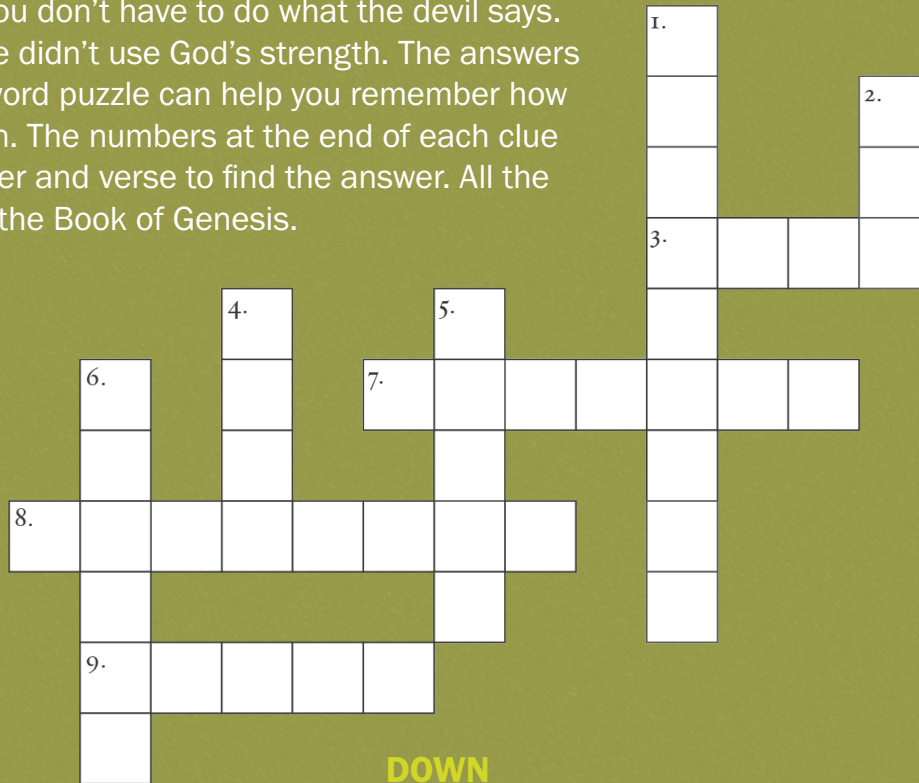 ou don’t have to do what the devil says.
e didn’t use God’s strength. The answers
word puzzle can help you remember how
n. The numbers at the end of each clue
er and verse to find the answer. All the
the Book of Genesis.
1.
2.
3.
4.
5.
6.
7.
8.
9.
DOWN